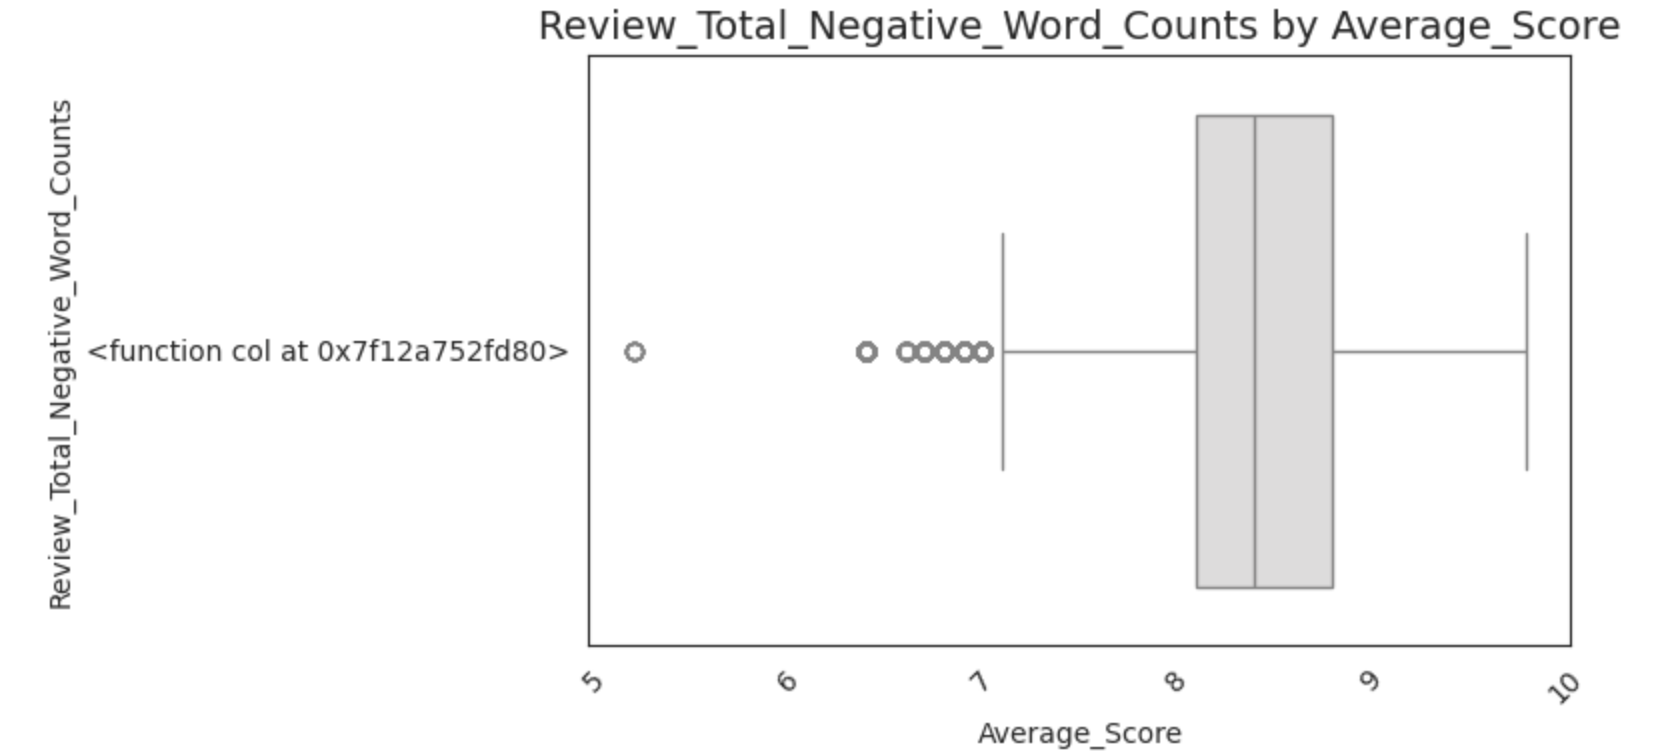 Review_Total_Negative_Word_Counts by Average_Score
Review_Total_Negative_Word_Counts
<function col at 0x7f12a752fd80>
5
6
7
8
9
10
Average_Score